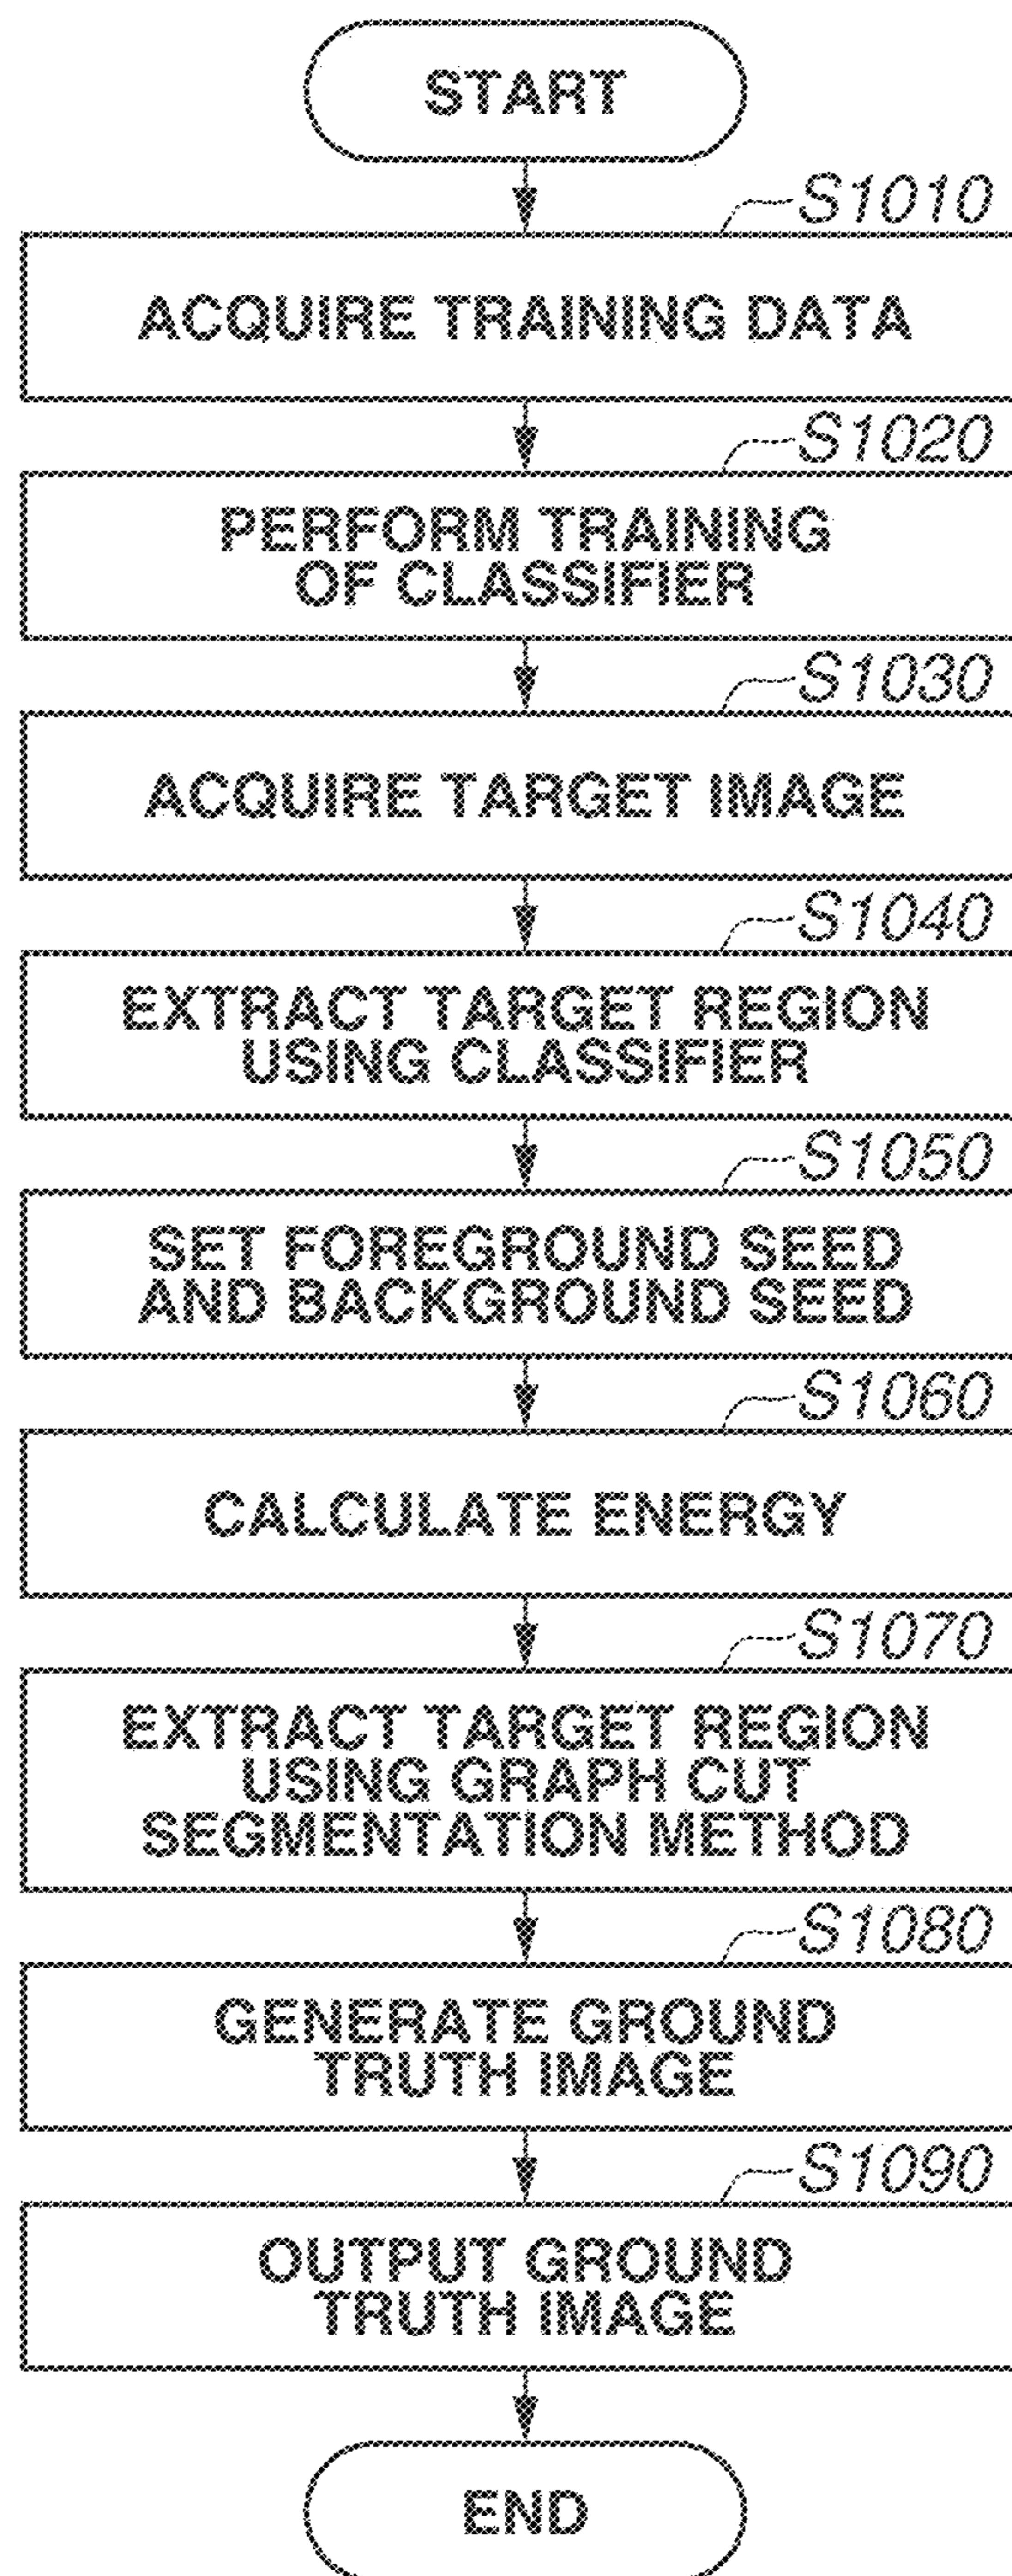 START
S1010
ACQUIRE TRAINING DATA
S1020
PERFORM TRAINING
OF CLASSIFIER
S1030
ACQUIRE TARGET IMAGE
S1040
EXTRACT TARGET REGION
USING CLASSIFIER
S1050
SET FOREGROUND SEED
AND BACKGROUND SEED
S1060
CALCULATE ENERGY
S1070
EXTRACT TARGET REGION
USING GRAPH CUT
SEGMENTATION METHOD
S1080
GENERATE GROUND
TRUTH IMAGE
S1090
OUTPUT GROUND
TRUTH IMAGE
END